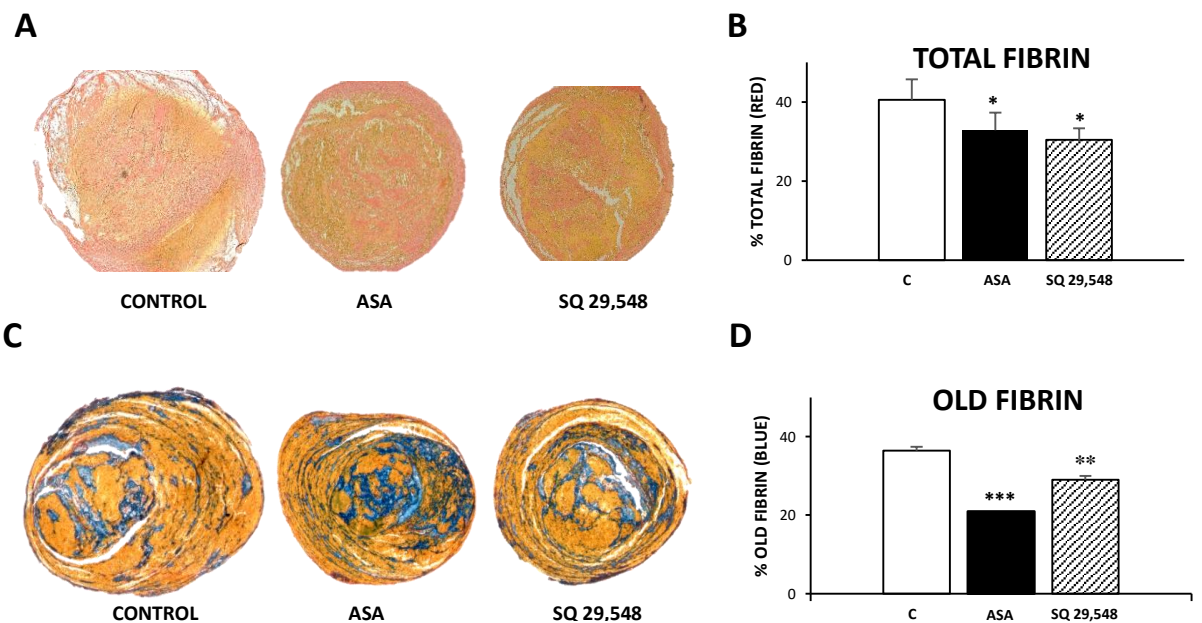 A
CONTROL
ASA
SQ 29,548
B
TOTAL FIBRIN
% TOTAL FIBRIN (RED)
40
20
0
*
*
C
ASA
SQ 29,548
C
CONTROL
ASA
SQ 29,548
D
OLD FIBRIN
% OLD FIBRIN (BLUE)
40
20
0
***
**
C
ASA
SQ 29,548